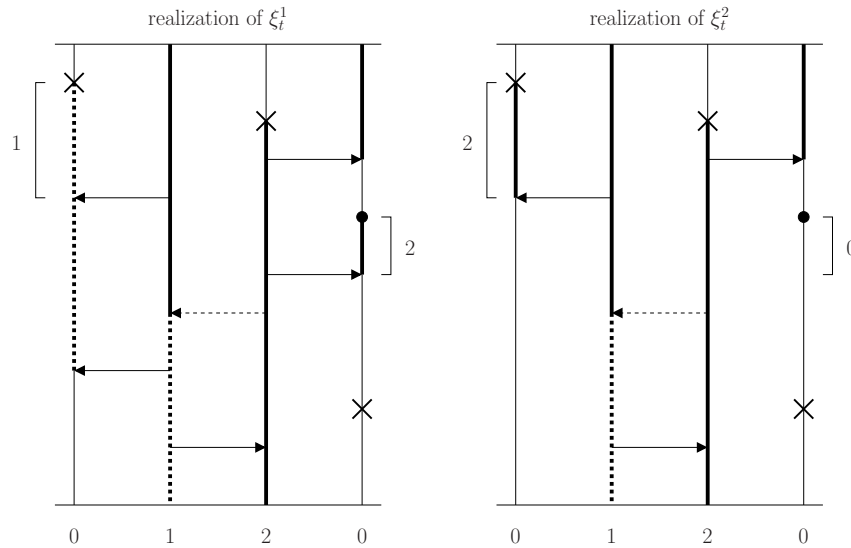 realization of ξ_t^1
realization of ξ_t^2
1
2
2
0
0 1 2 0
0 1 2 0